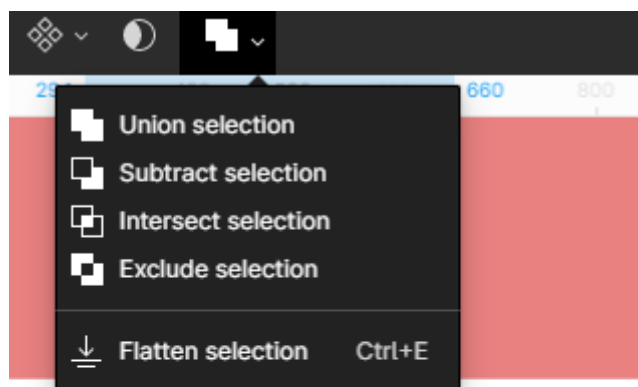 660
800
Union selection
Subtract selection
Intersect selection
Exclude selection
Flatten selection Ctrl+E